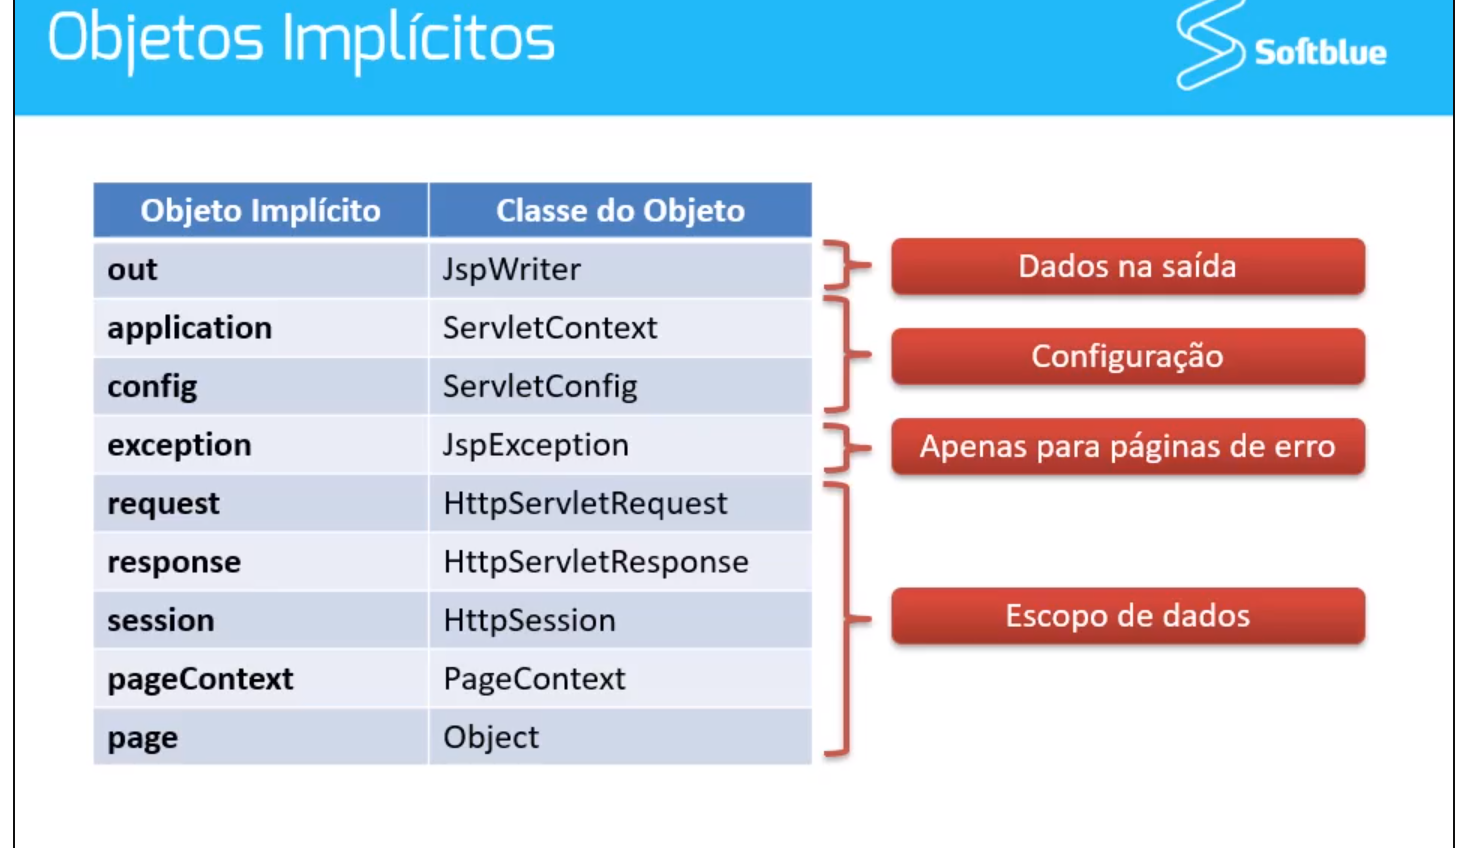 Objetos Implícitos
Softblue
Objeto Implícito Classe do Objeto
out JspWriter
application ServletContext
config ServletConfig
exception JspException
request HttpServletRequest
response HttpServletResponse
session HttpSession
pageContext PageContext
page Object
Dados na saída
Configuração
Apenas para páginas de erro
Escopo de dados